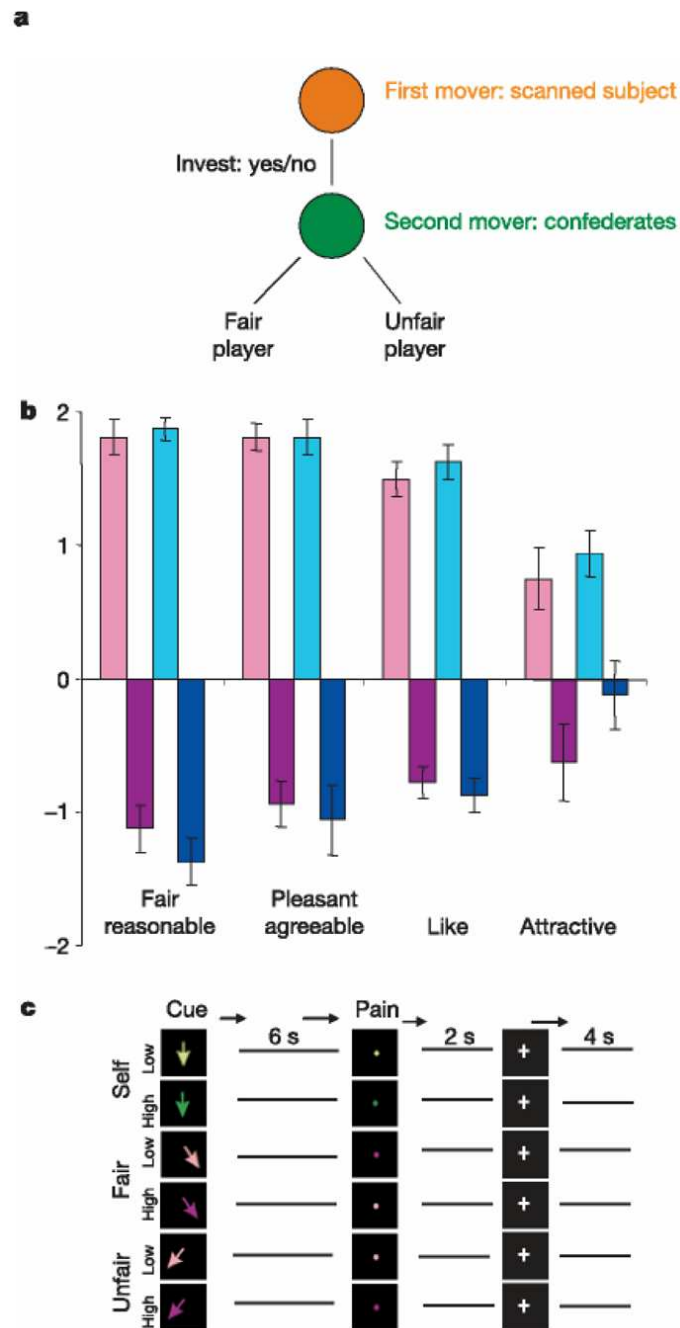 a
First mover: scanned subject
Invest: yes/no
Second mover: confederates
Fair
player
Unfair
player
b
2
1
0
–1
–2
Fair
reasonable
Pleasant
agreeable
Like
Attractive
c
Cue
Pain
6 s
2 s
4 s
Self
Low
High
Fair
Low
High
Unfair
Low
High